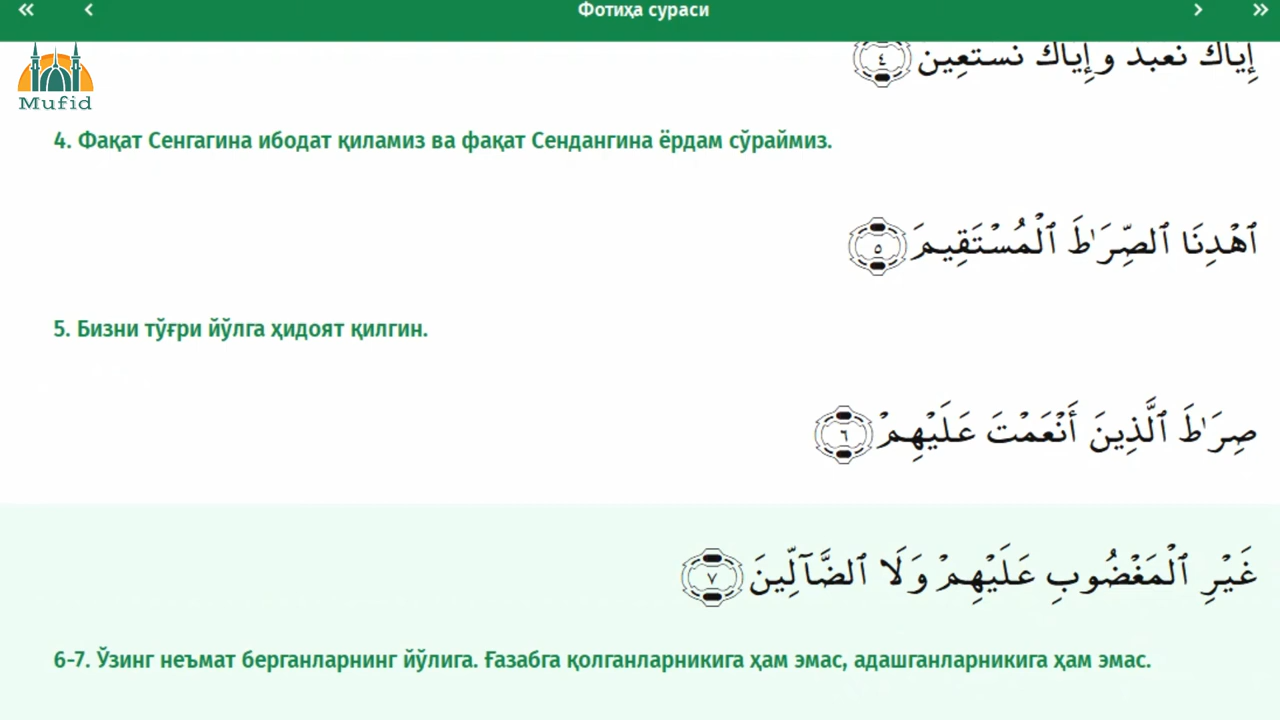 Фотиҳа сураси
Mufid
إِيَّاكَ نَعْبُدُ وَإِيَّاكَ نَسْتَعِينُ ٤
4. Фақат Сенгагина ибодат қиламиз ва фақат Сендангина ёрдам сўраймиз.
ٱهْدِنَا ٱلصِّرَٰطَ ٱلْمُسْتَقِيمَ ٥
5. Бизни тўғри йўлга ҳидоят қилгин.
صِرَٰطَ ٱلَّذِينَ أَنْعَمْتَ عَلَيْهِمْ ٦
غَيْرِ ٱلْمَغْضُوبِ عَلَيْهِمْ وَلَا ٱلضَّآلِّينَ ٧
6-7. Ўзинг неъмат берганларнинг йўлига. Ғазабга қолганларникига ҳам эмас, адашганларникига ҳам эмас.